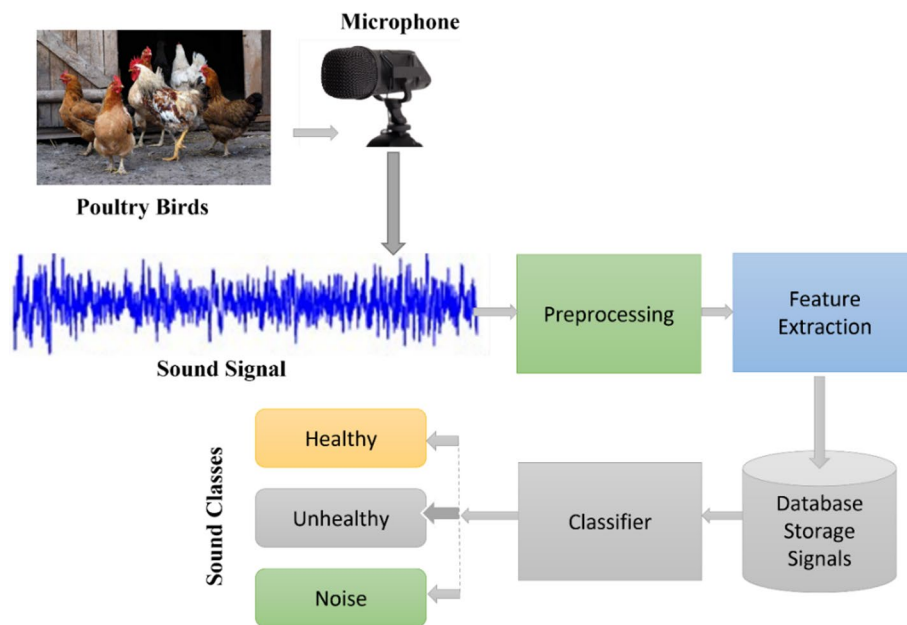 Microphone
Poultry Birds
Sound Signal
Preprocessing
Feature
Extraction
Sound Classes
Healthy
Unhealthy
Noise
Classifier
Database
Storage
Signals